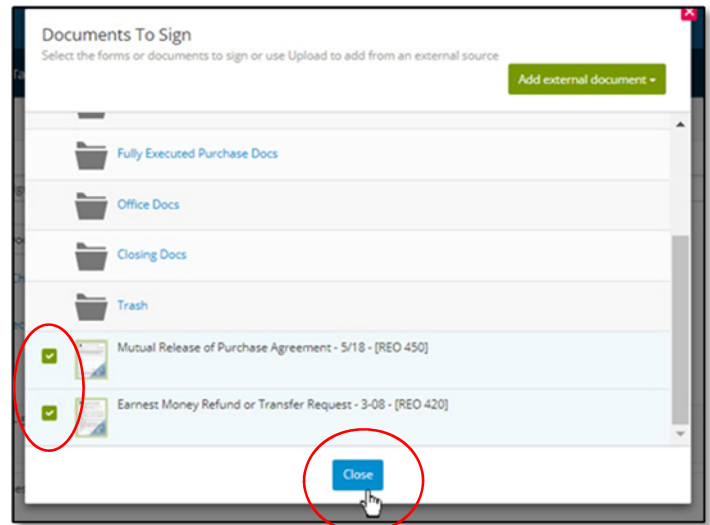 Documents To Sign
Select the forms or documents to sign or use Upload to add from an external source
Add external document
Fully Executed Purchase Docs
Office Docs
Closing Docs
Trash
Mutual Release of Purchase Agreement - 5/18 - [REO 450]
Earnest Money Refund or Transfer Request - 3-08 - [REO 420]
Close